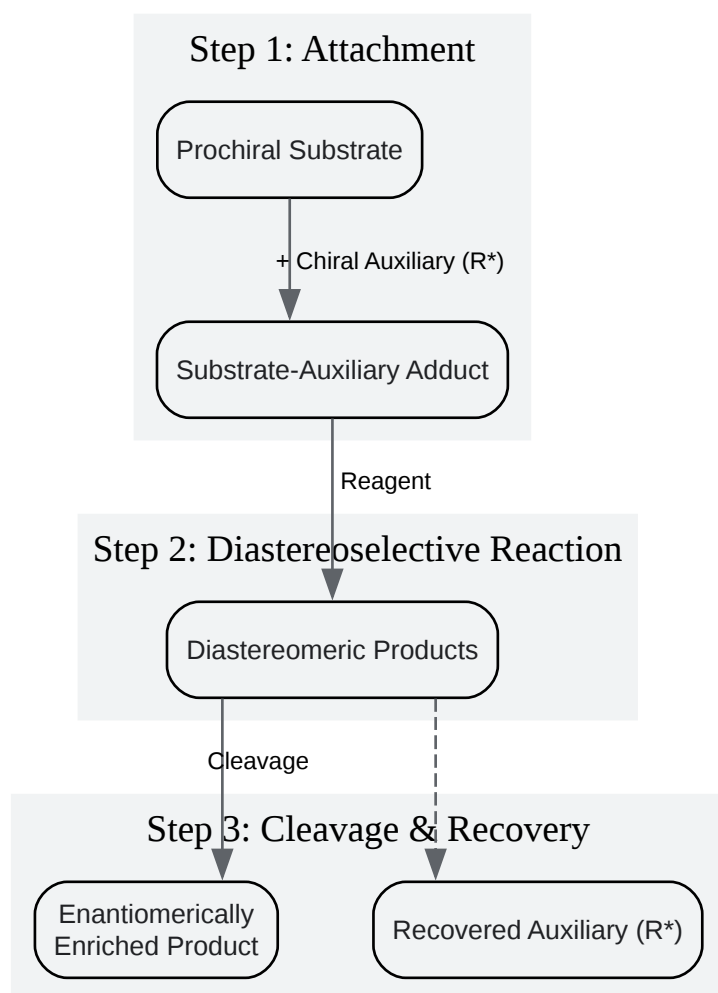 Step 1: Attachment
Prochiral Substrate
+ Chiral Auxiliary (R*)
Substrate-Auxiliary Adduct
Reagent
Step 2: Diastereoselective Reaction
Diastereomeric Products
Cleavage
Step 3: Cleavage & Recovery
Enantiomerically
Enriched Product
Recovered Auxiliary (R*)